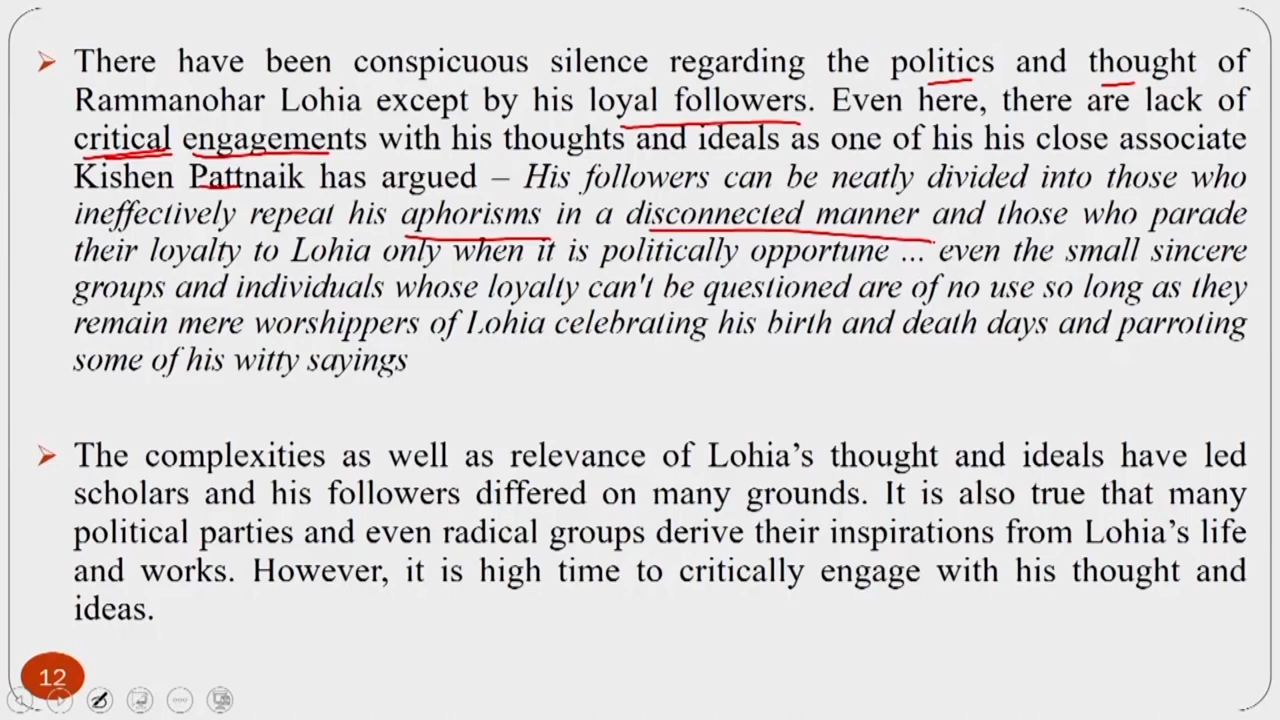 There have been conspicuous silence regarding the politics and thought of
Rammanohar Lohia except by his loyal followers. Even here, there are lack of
critical engagements with his thoughts and ideals as one of his his close associate
Kishen Pattnaik has argued – His followers can be neatly divided into those who
ineffectively repeat his aphorisms in a disconnected manner and those who parade
their loyalty to Lohia only when it is politically opportune ... even the small sincere
groups and individuals whose loyalty can't be questioned are of no use so long as they
remain mere worshippers of Lohia celebrating his birth and death days and parroting
some of his witty sayings
The complexities as well as relevance of Lohia’s thought and ideals have led
scholars and his followers differed on many grounds. It is also true that many
political parties and even radical groups derive their inspirations from Lohia’s life
and works. However, it is high time to critically engage with his thought and
ideas.
12